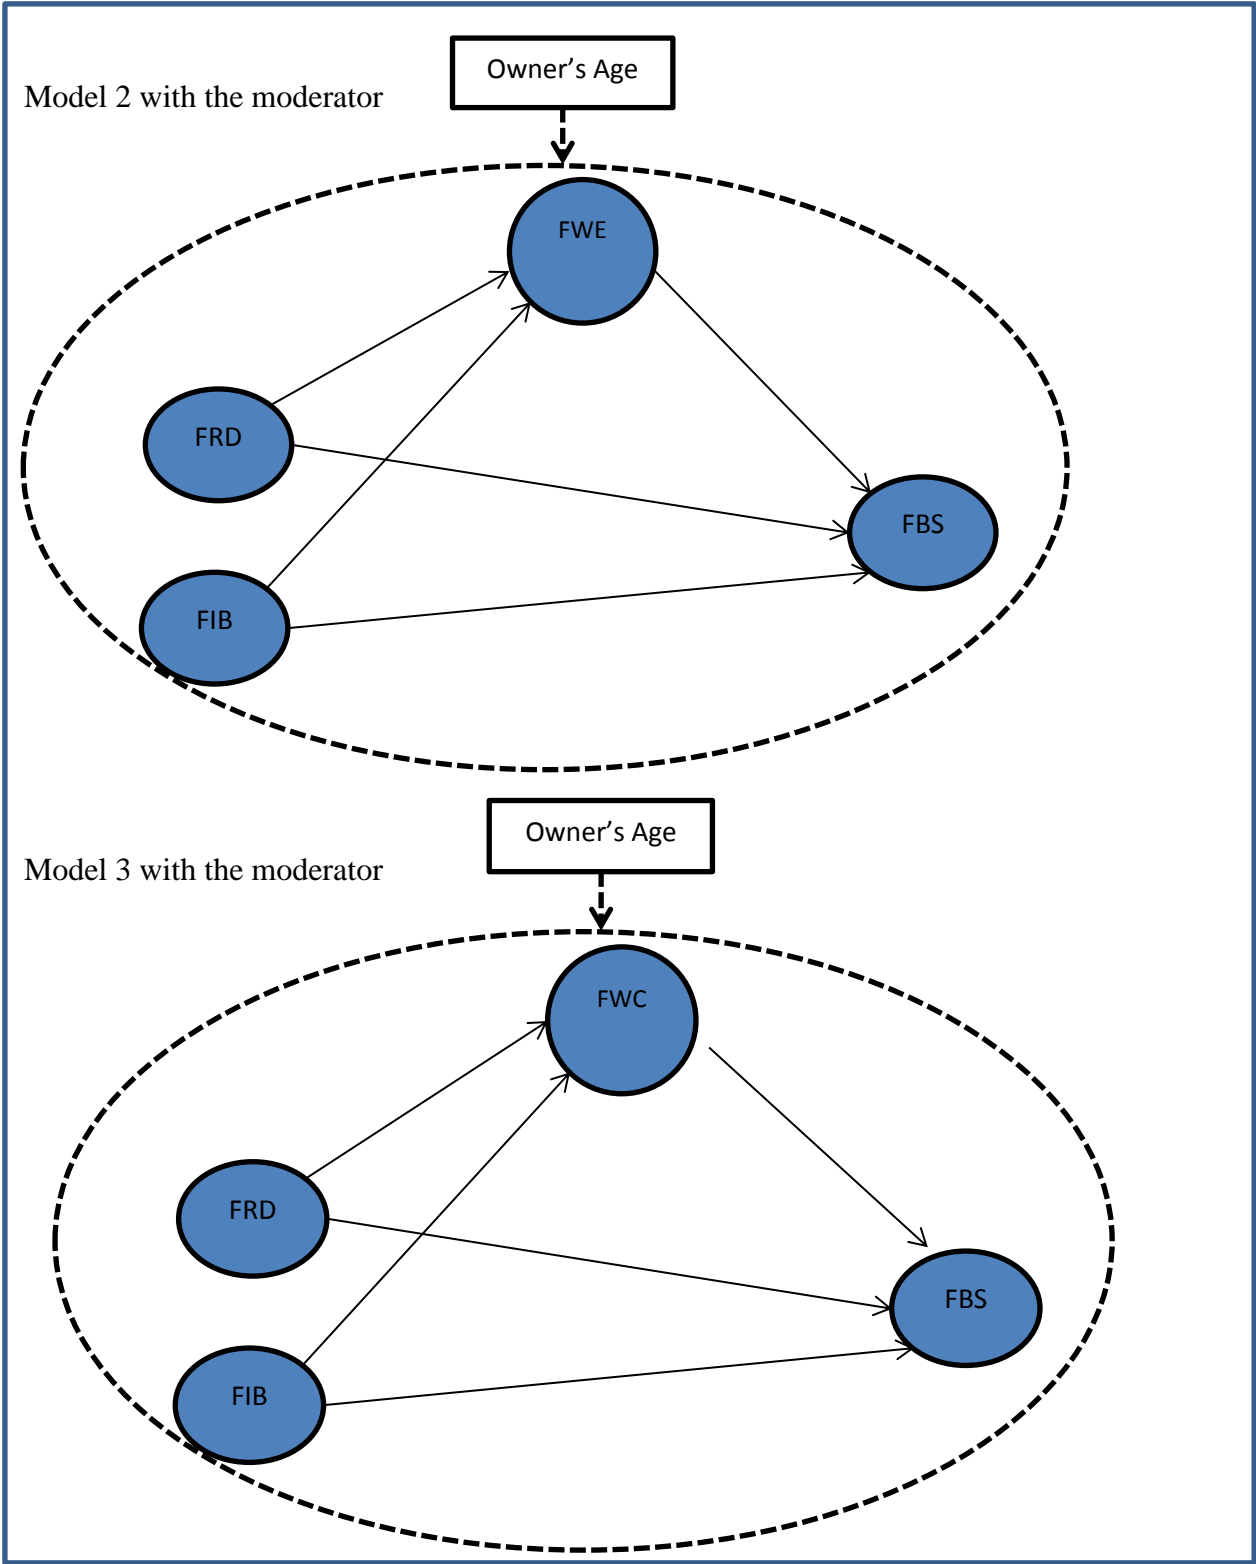 Owner’s Age
Model 2 with the moderator
FWE
FRD
FBS
FIB
Owner’s Age
Model 3 with the moderator
FWC
FRD
FBS
FIB